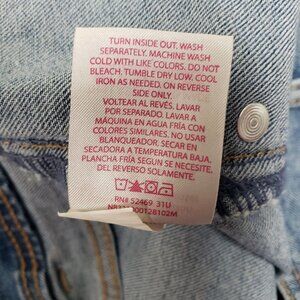 TURN INSIDE OUT. WASH
SEPARATELY. MACHINE WASH
COLD WITH LIKE COLORS. DO NOT
BLEACH. TUMBLE DRY LOW. COOL
IRON AS NEEDED. ON REVERSE
SIDE ONLY.
VOLTEAR AL REVÉS. LAVAR
POR SEPARADO. LAVAR A
MÁQUINA EN AGUA FRÍA CON
COLORES SIMILARES. NO USAR
BLANQUEADOR. SECAR EN
SECADORA A TEMPERATURA BAJA.
PLANCHA FRÍA SEGÚN SE NECESITE,
DEL REVERSO SOLAMENTE.
RN# 52469 31U